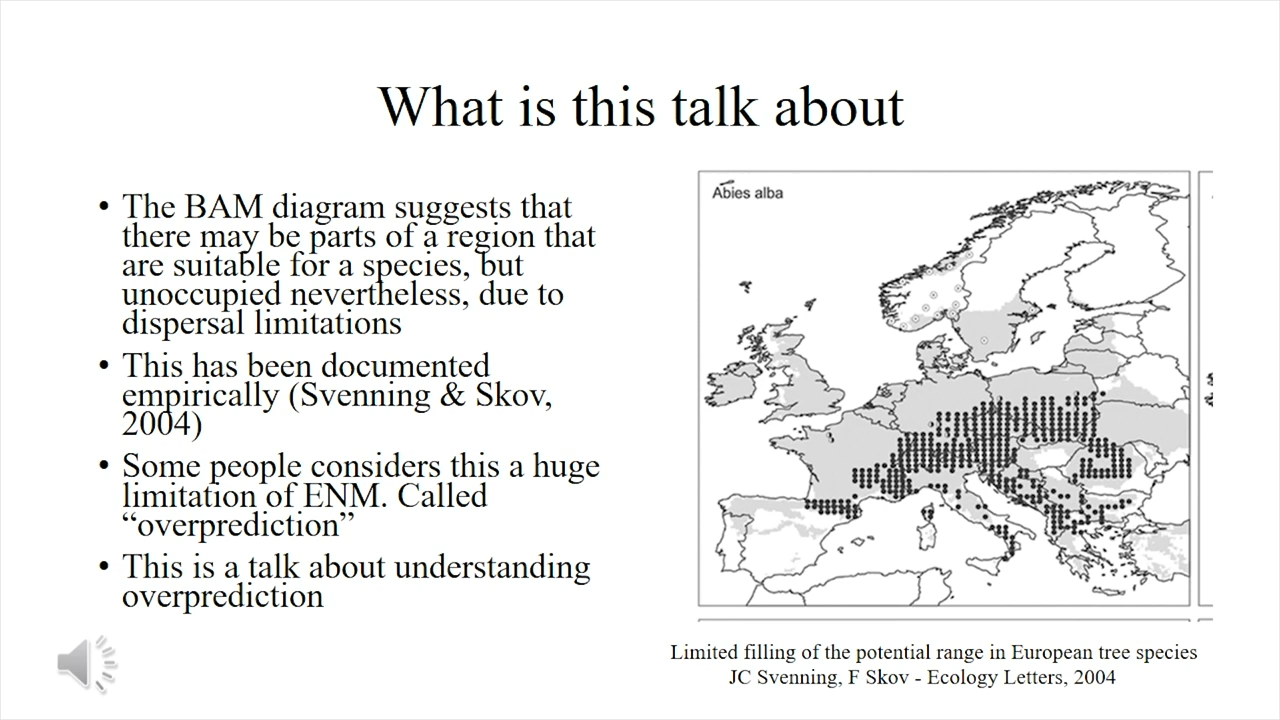 What is this talk about
• The BAM diagram suggests that
there may be parts of a region that
are suitable for a species, but
unoccupied nevertheless, due to
dispersal limitations
• This has been documented
empirically (Svenning & Skov,
2004)
• Some people considers this a huge
limitation of ENM. Called
“overprediction”
• This is a talk about understanding
overprediction
Abies alba
Limited filling of the potential range in European tree species
JC Svenning, F Skov - Ecology Letters, 2004